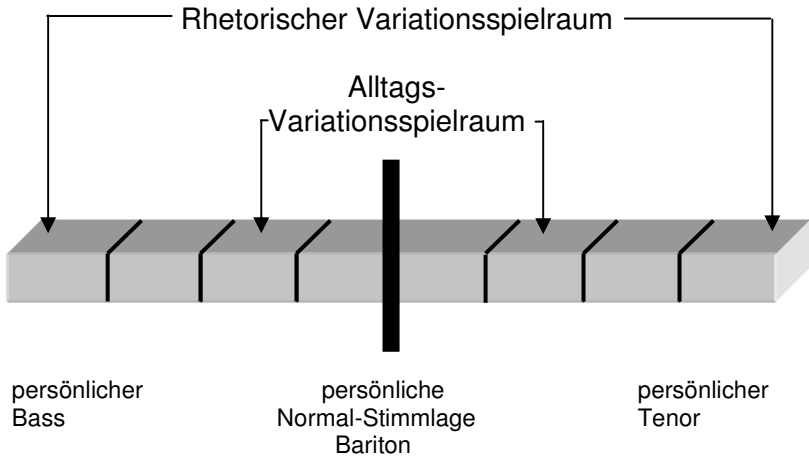 Rhetorischer Variationsspielraum
Alltags-
Variationsspielraum
persönlicher
Bass
persönliche
Normal-Stimmlage
Bariton
persönlicher
Tenor